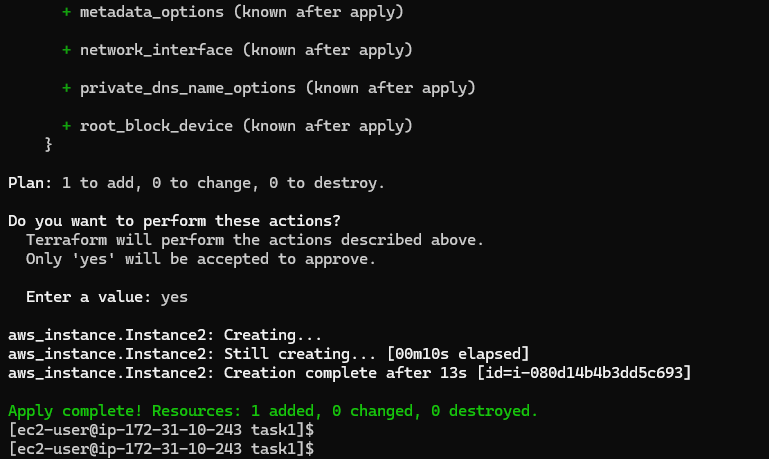 + metadata_options (known after apply)
+ network_interface (known after apply)
+ private_dns_name_options (known after apply)
+ root_block_device (known after apply)
}
Plan: 1 to add, 0 to change, 0 to destroy.
Do you want to perform these actions?
Terraform will perform the actions described above.
Only 'yes' will be accepted to approve.
Enter a value: yes
aws_instance.Instance2: Creating...
aws_instance.Instance2: Still creating... [00m10s elapsed]
aws_instance.Instance2: Creation complete after 13s [id=i-080d14b4b3dd5c693]
Apply complete! Resources: 1 added, 0 changed, 0 destroyed.
[ec2-user@ip-172-31-10-243 task1]$
[ec2-user@ip-172-31-10-243 task1]$